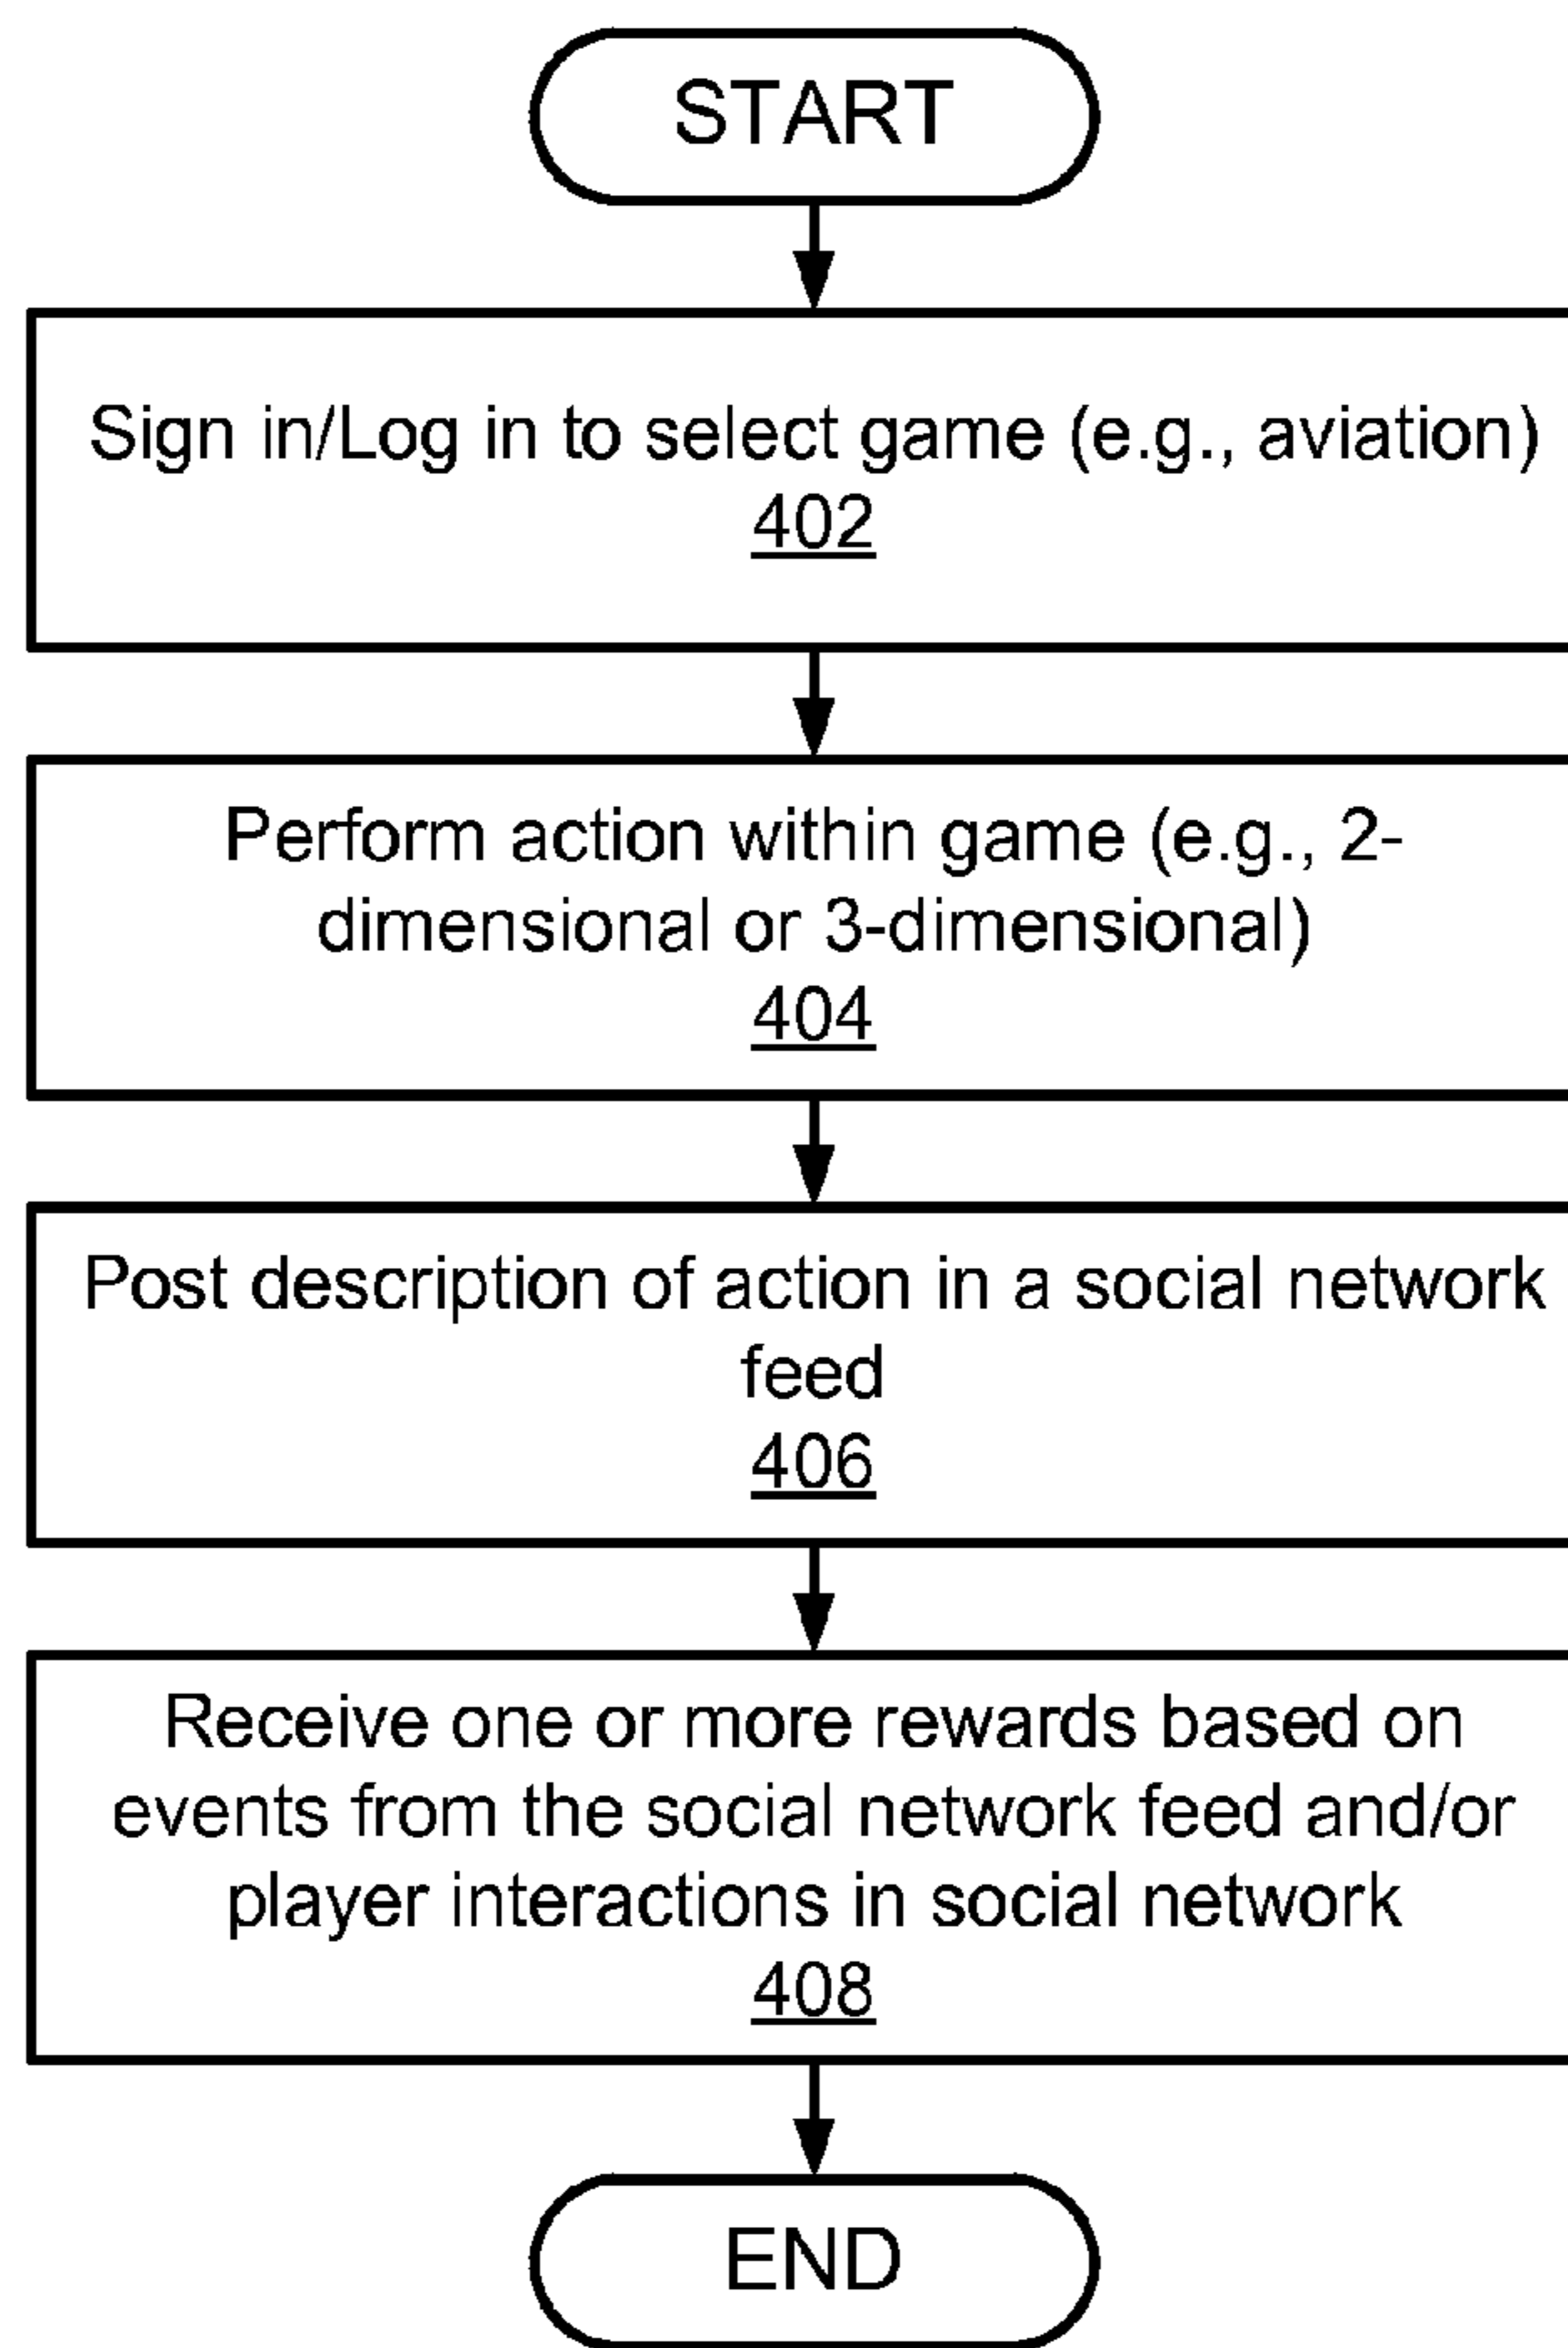 START
Sign in/Log in to select game (e.g., aviation)
402
Perform action within game (e.g., 2-
dimensional or 3-dimensional)
404
Post description of action in a social network
feed
406
Receive one or more rewards based on
events from the social network feed and/or
player interactions in social network
408
END